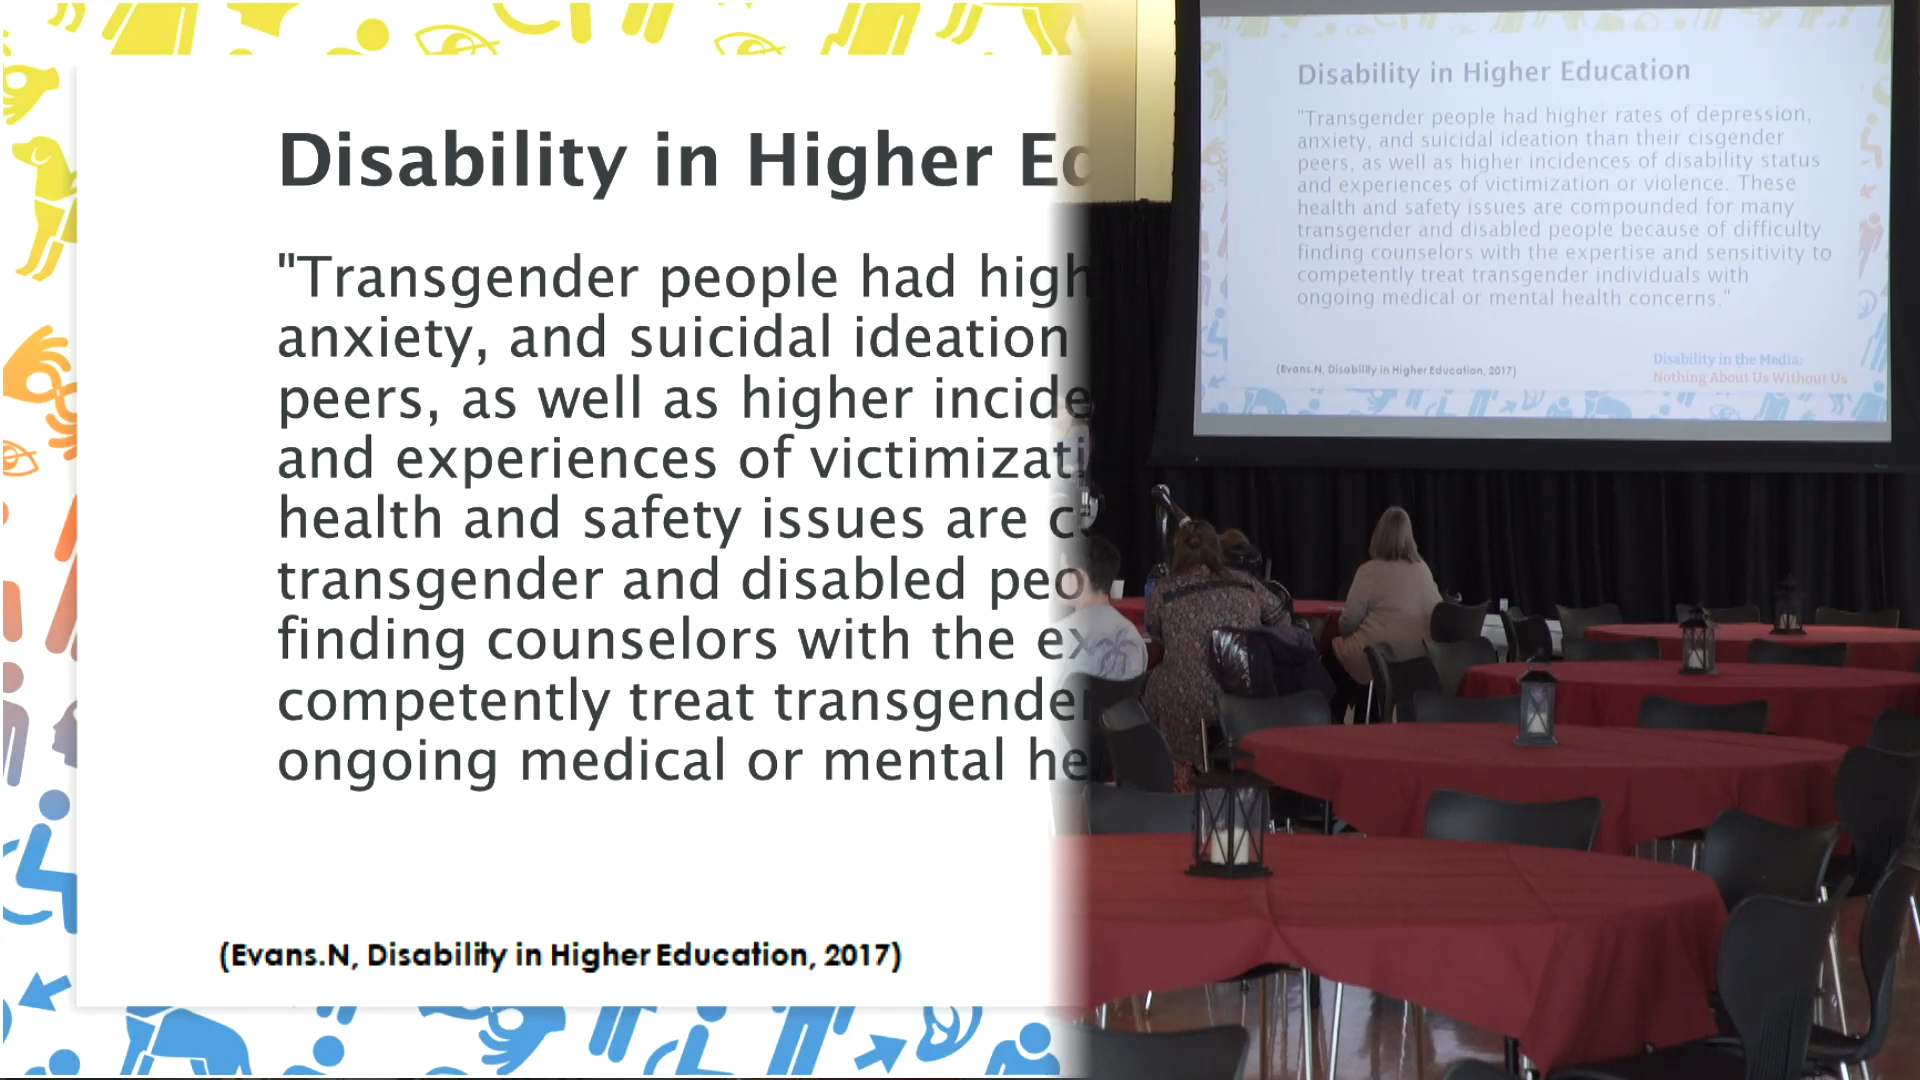 Disability in Higher Ed
"Transgender people had high
anxiety, and suicidal ideation
peers, as well as higher incide
and experiences of victimizati
health and safety issues are c
transgender and disabled peo
finding counselors with the ex
competently treat transgender
ongoing medical or mental he
(Evans.N, Disability in Higher Education, 2017)
Disability in Higher Education
"Transgender people had higher rates of depression,
anxiety, and suicidal ideation than their cisgender
peers, as well as higher incidences of disability status
and experiences of victimization or violence. These
health and safety issues are compounded for many
transgender and disabled people because of difficulty
finding counselors with the expertise and sensitivity to
competently treat transgender individuals with
ongoing medical or mental health concerns."
(Evans.N, Disability in Higher Education, 2017)
Disability in the Media:
Nothing About Us Without Us